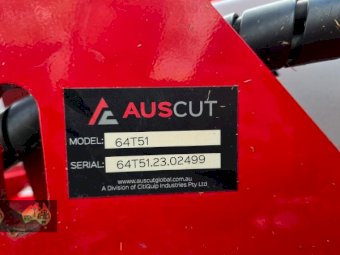 AUSCUT
MODEL: 64T51
SERIAL: 64T51.23.02499
www.auscutglobal.com.au
A Division of CitiQuip Industries Pty Ltd